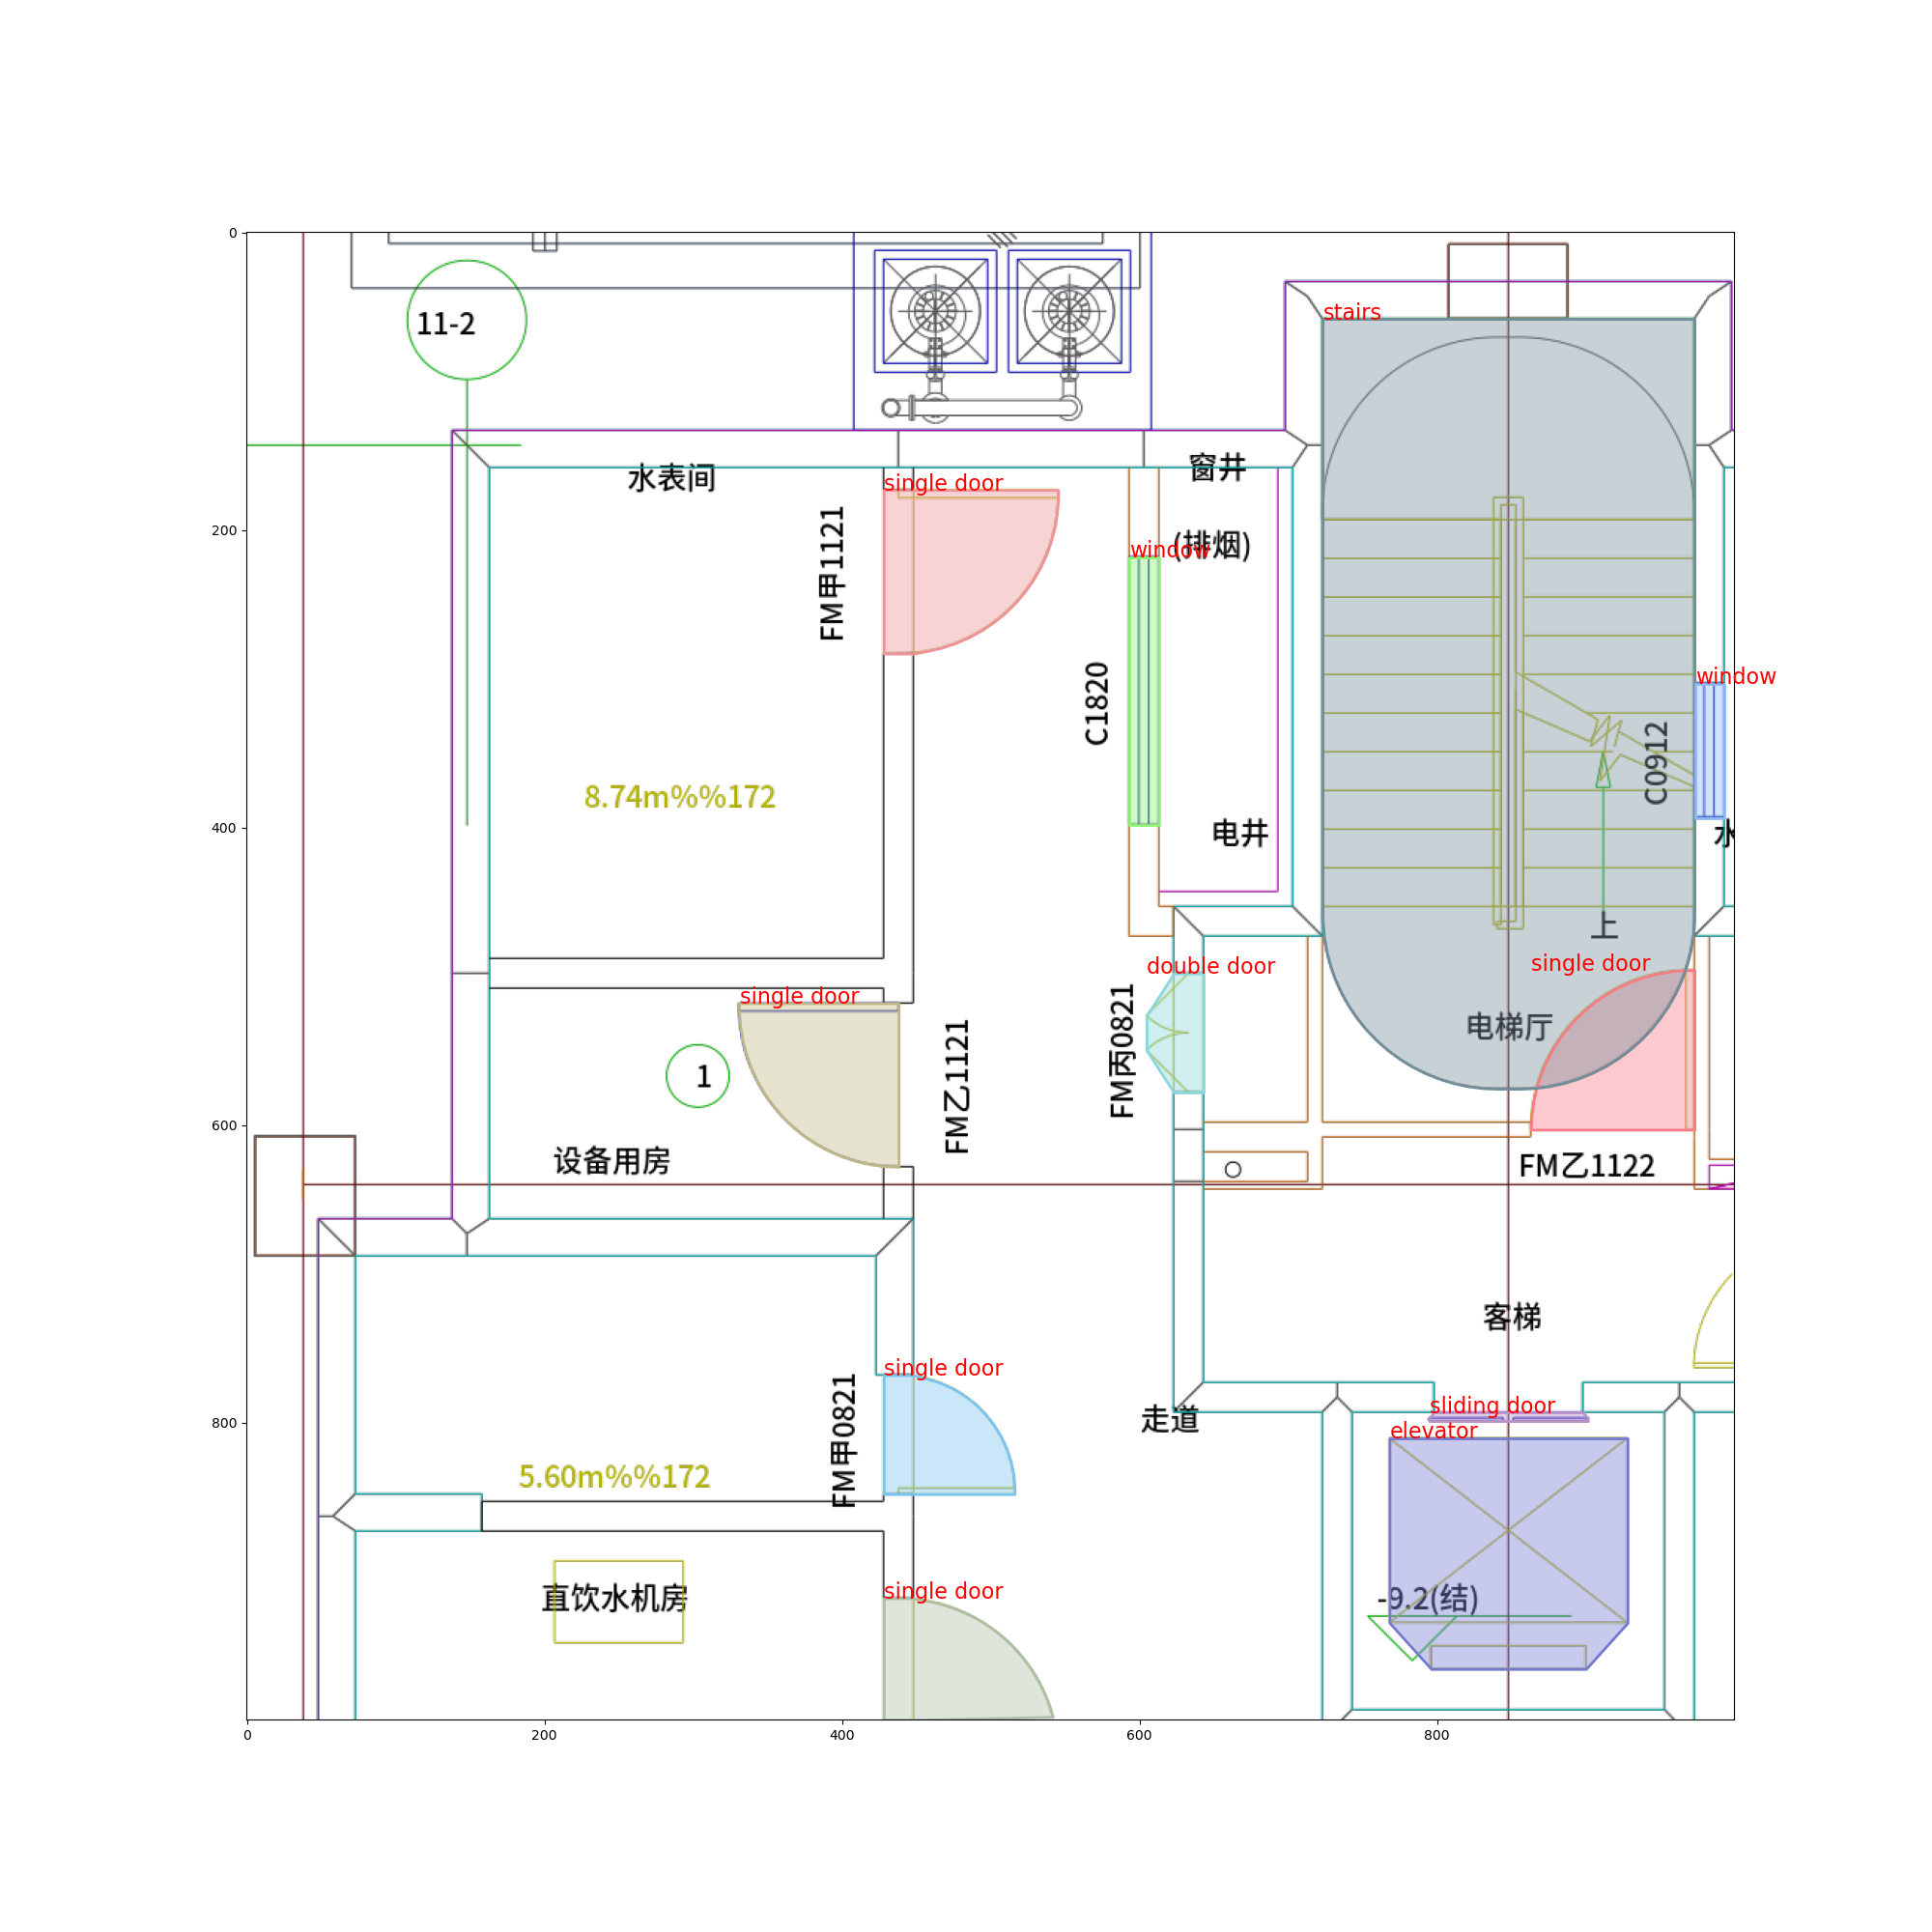 0
200
400
600
800
0
200
400
600
800
11-2
stairs
水表间
single door
窗井
FM甲1121
window
(排烟)
C1820
window
C0912
8.74m%%172
电井
水
上
double door
single door
single door
FM丙0821
电梯厅
1
FM乙1121
设备用房
FM乙1122
客梯
single door
FM甲0821
走道
sliding door
elevator
5.60m%%172
single door
直饮水机房
-9.2(结)